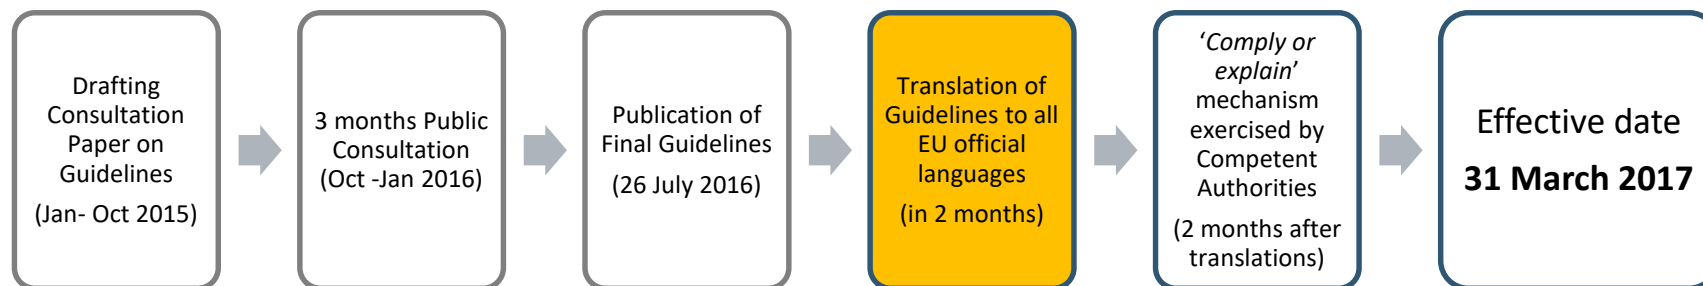 Drafting
Consultation
Paper on
Guidelines
(Jan- Oct 2015)
3 months Public
Consultation
(Oct -Jan 2016)
Publication of
Final Guidelines
(26 July 2016)
Translation of
Guidelines to all
EU official
languages
(in 2 months)
‘Comply or
explain’
mechanism
exercised by
Competent
Authorities
(2 months after
translations)
Effective date
31 March 2017